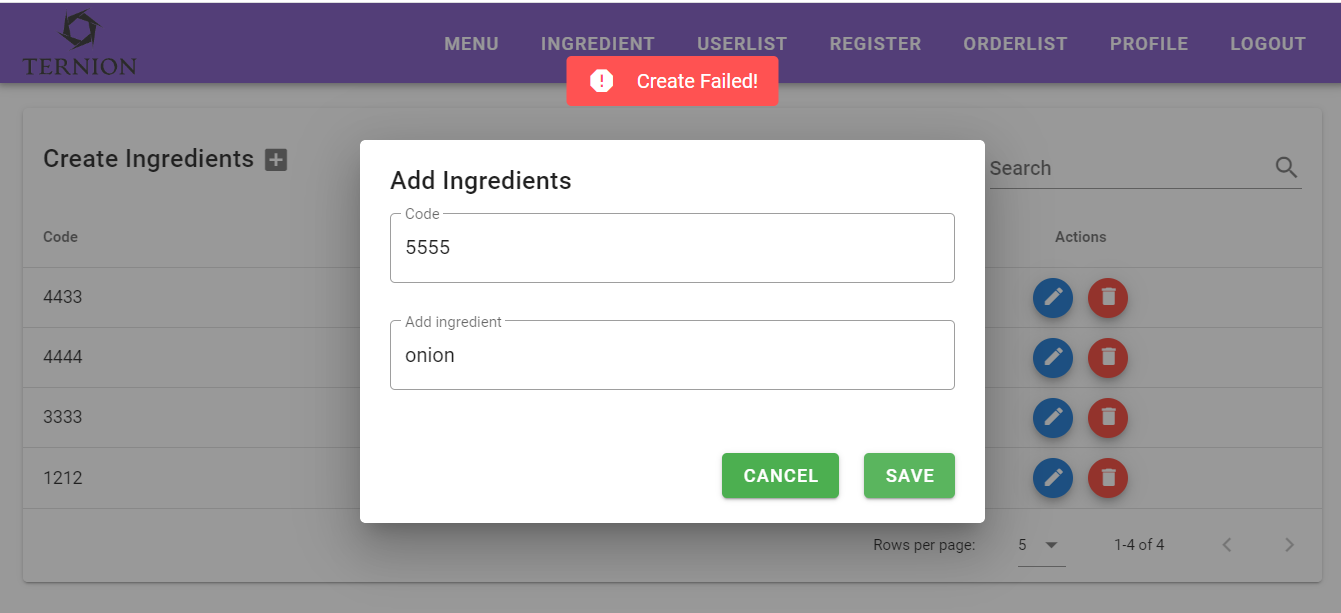 TERNION
MENU INGREDIENT USERLIST REGISTER ORDERLIST PROFILE LOGOUT
Create Failed!
Create Ingredients
Search
Add Ingredients
Code
5555
Add ingredient
onion
CANCEL SAVE
Code Actions
4433
4444
3333
1212
Rows per page: 5 1-4 of 4